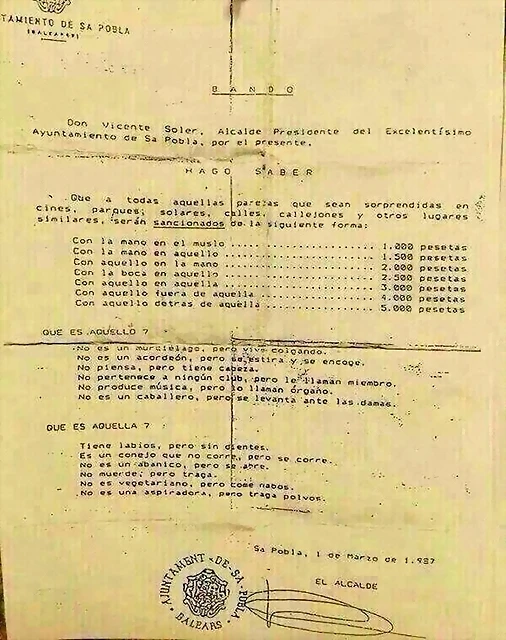 TAMIENTO DE SA POBLA
(BALEARES)
BANDO
Don Vicente Soler, Alcalde Presidente del Excelentísimo
Ayuntamiento de Sa Pobla, por el presente,
HAGO SABER
Que a todas aquellas parejas que sean sorprendidas en
cines, parques, solares, calles, callejones y otros lugares
similares, serán sancionados de la siguiente forma:
Con la mano en el muslo ........................ 1.000 pesetas
Con la mano en aquello ......................... 1.500 pesetas
Con aquello en la mano ......................... 2.000 pesetas
Con la boca en aquello ......................... 2.500 pesetas
Con aquello en aquella ......................... 3.000 pesetas
Con aquello fuera de aquella ................... 4.000 pesetas
Con aquello detras de aquella .................. 5.000 pesetas
QUE ES AQUELLO ?
No es un murciélago, pero vive colgando.
No es un acordeón, pero se estira y se encoge.
No piensa, pero tiene cabeza.
No pertenece a ningún club, pero le llaman miembro.
No produce música, pero lo llaman órgano.
No es un caballero, pero se levanta ante las damas.
QUE ES AQUELLA ?
Tiene labios, pero sin dientes.
Es un conejo que no corre, pero se corre.
No es un abanico, pero se abre.
No muerde, pero traga.
No es vegetariano, pero come nabos.
No es una aspiradora, pero traga polvos.
Sa Pobla, 1 de Marzo de 1.987
EL ALCALDE
AJUNTAMENT-DE-SA-POBLA
BALEARS